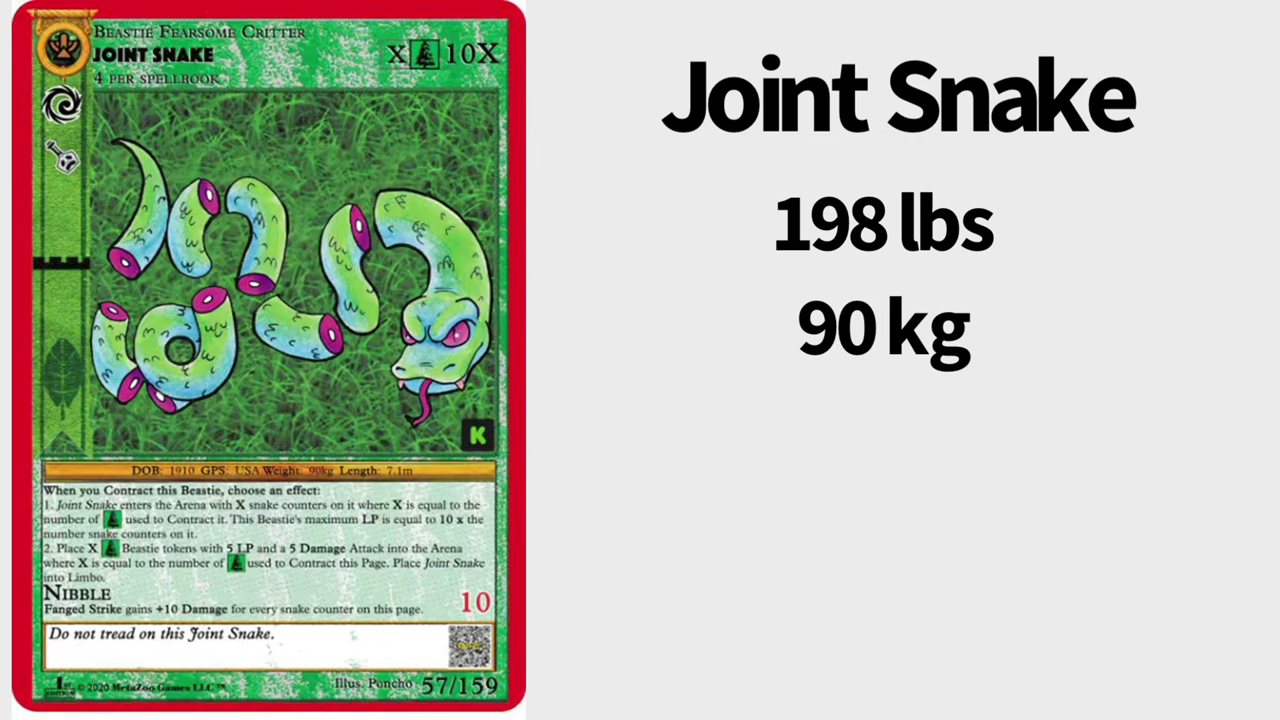 BEASTIE FEARSOME CRITTER
JOINT SNAKE
X 10X
4 PER SPELLBOOK
K
DOB: 1910 GPS: USA Weight: 90kg Length: 7.1m
When you Contract this Beastie, choose an effect:
1. Joint Snake enters the Arena with X snake counters on it where X is equal to the
number of used to Contract it. This Beastie's maximum LP is equal to 10 x the
number snake counters on it.
2. Place X Beastie tokens with 5 LP and a 5 Damage Attack into the Arena
where X is equal to the number of used to Contract this Page. Place Joint Snake
into Limbo.
NIBBLE
Fanged Strike gains +10 Damage for every snake counter on this page.
10
Do not tread on this Joint Snake.
1ST EDITION
© 2020 MetaZoo Games LLC ™
Illus. Poncho 57/159
Joint Snake
198 lbs
90 kg